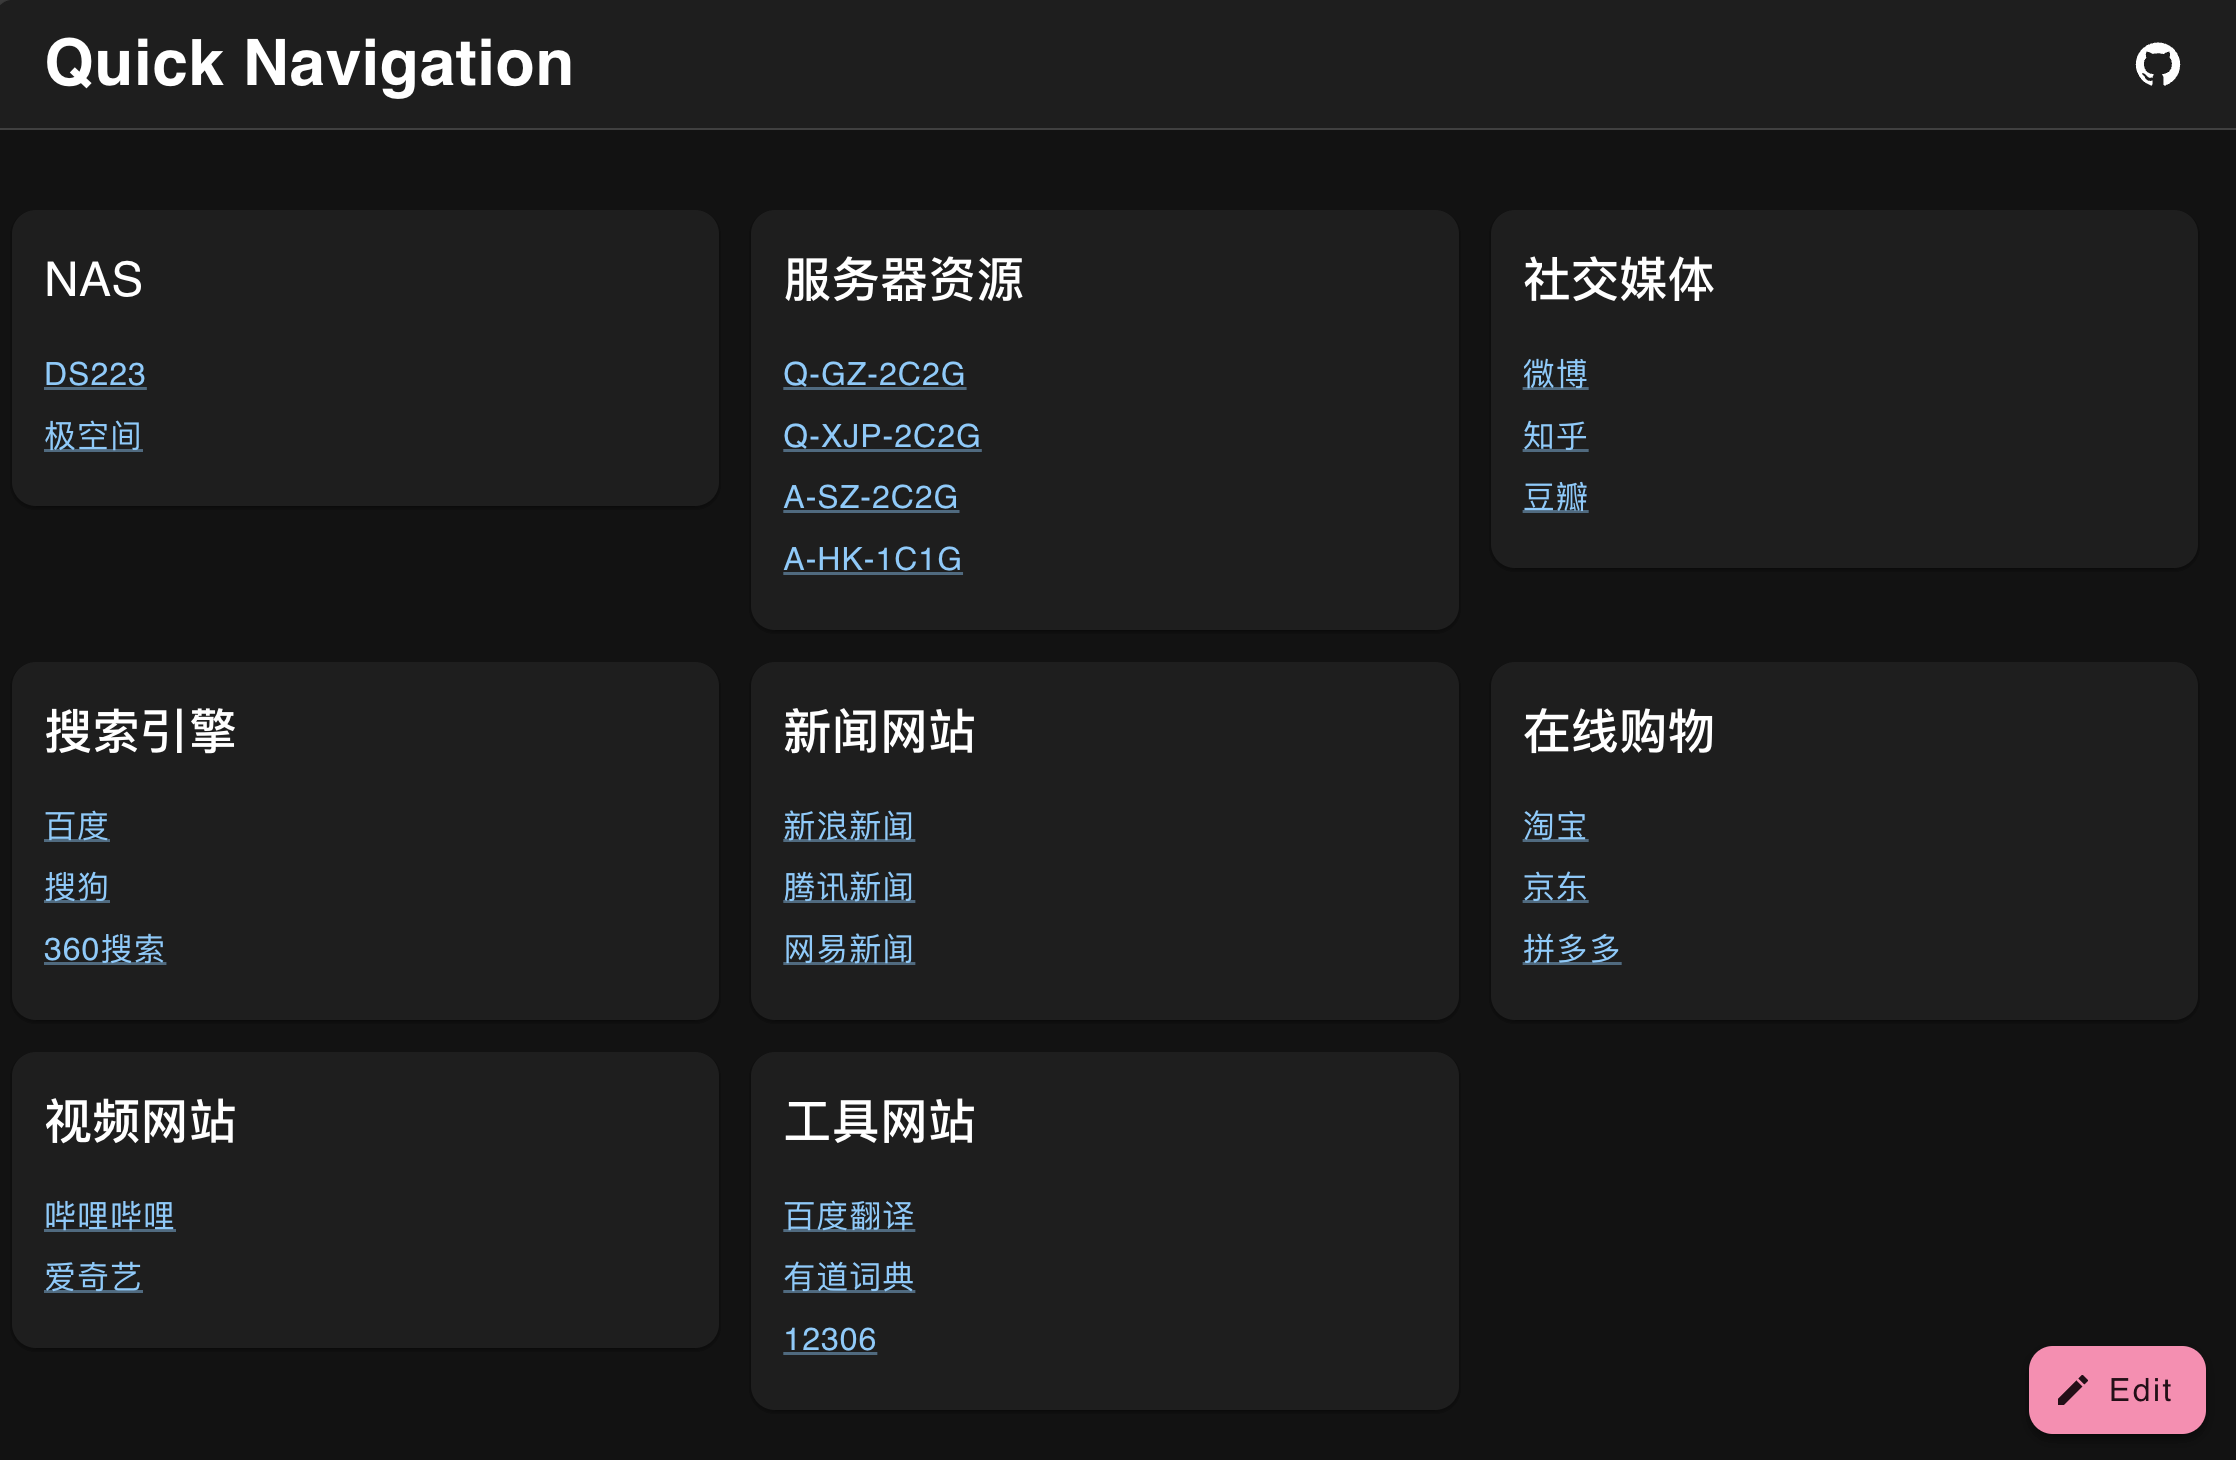 Quick Navigation
NAS
DS223
极空间
服务器资源
Q-GZ-2C2G
Q-XJP-2C2G
A-SZ-2C2G
A-HK-1C1G
社交媒体
微博
知乎
豆瓣
搜索引擎
百度
搜狗
360搜索
新闻网站
新浪新闻
腾讯新闻
网易新闻
在线购物
淘宝
京东
拼多多
视频网站
哔哩哔哩
爱奇艺
工具网站
百度翻译
有道词典
12306
Edit